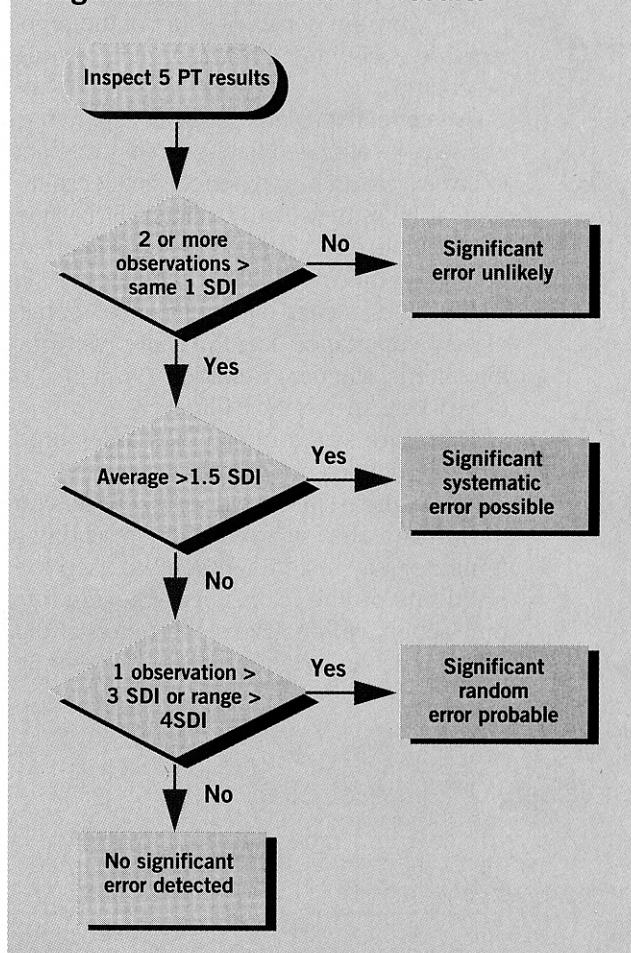 Inspect 5 PT results
2 or more
observations >
same 1 SDI
No
Significant
error unlikely
Yes
Average >1.5 SDI
Yes
Significant
systematic
error possible
No
1 observation >
3 SDI or range >
4SDI
Yes
Significant
random
error probable
No
No significant
error detected